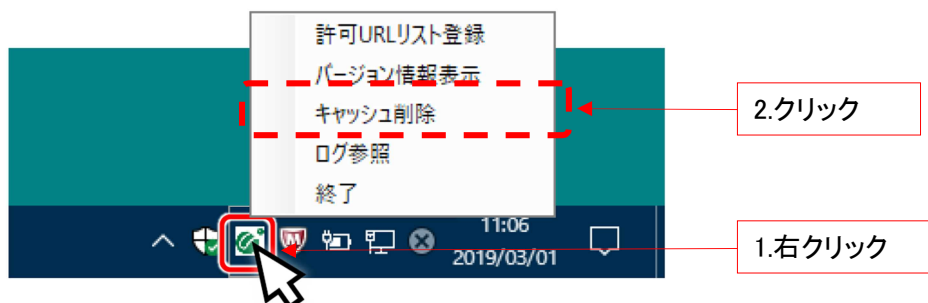 許可URLリスト登録
バージョン情報表示
キャッシュ削除
ログ参照
終了
2.クリック
11:06
2019/03/01
1.右クリック